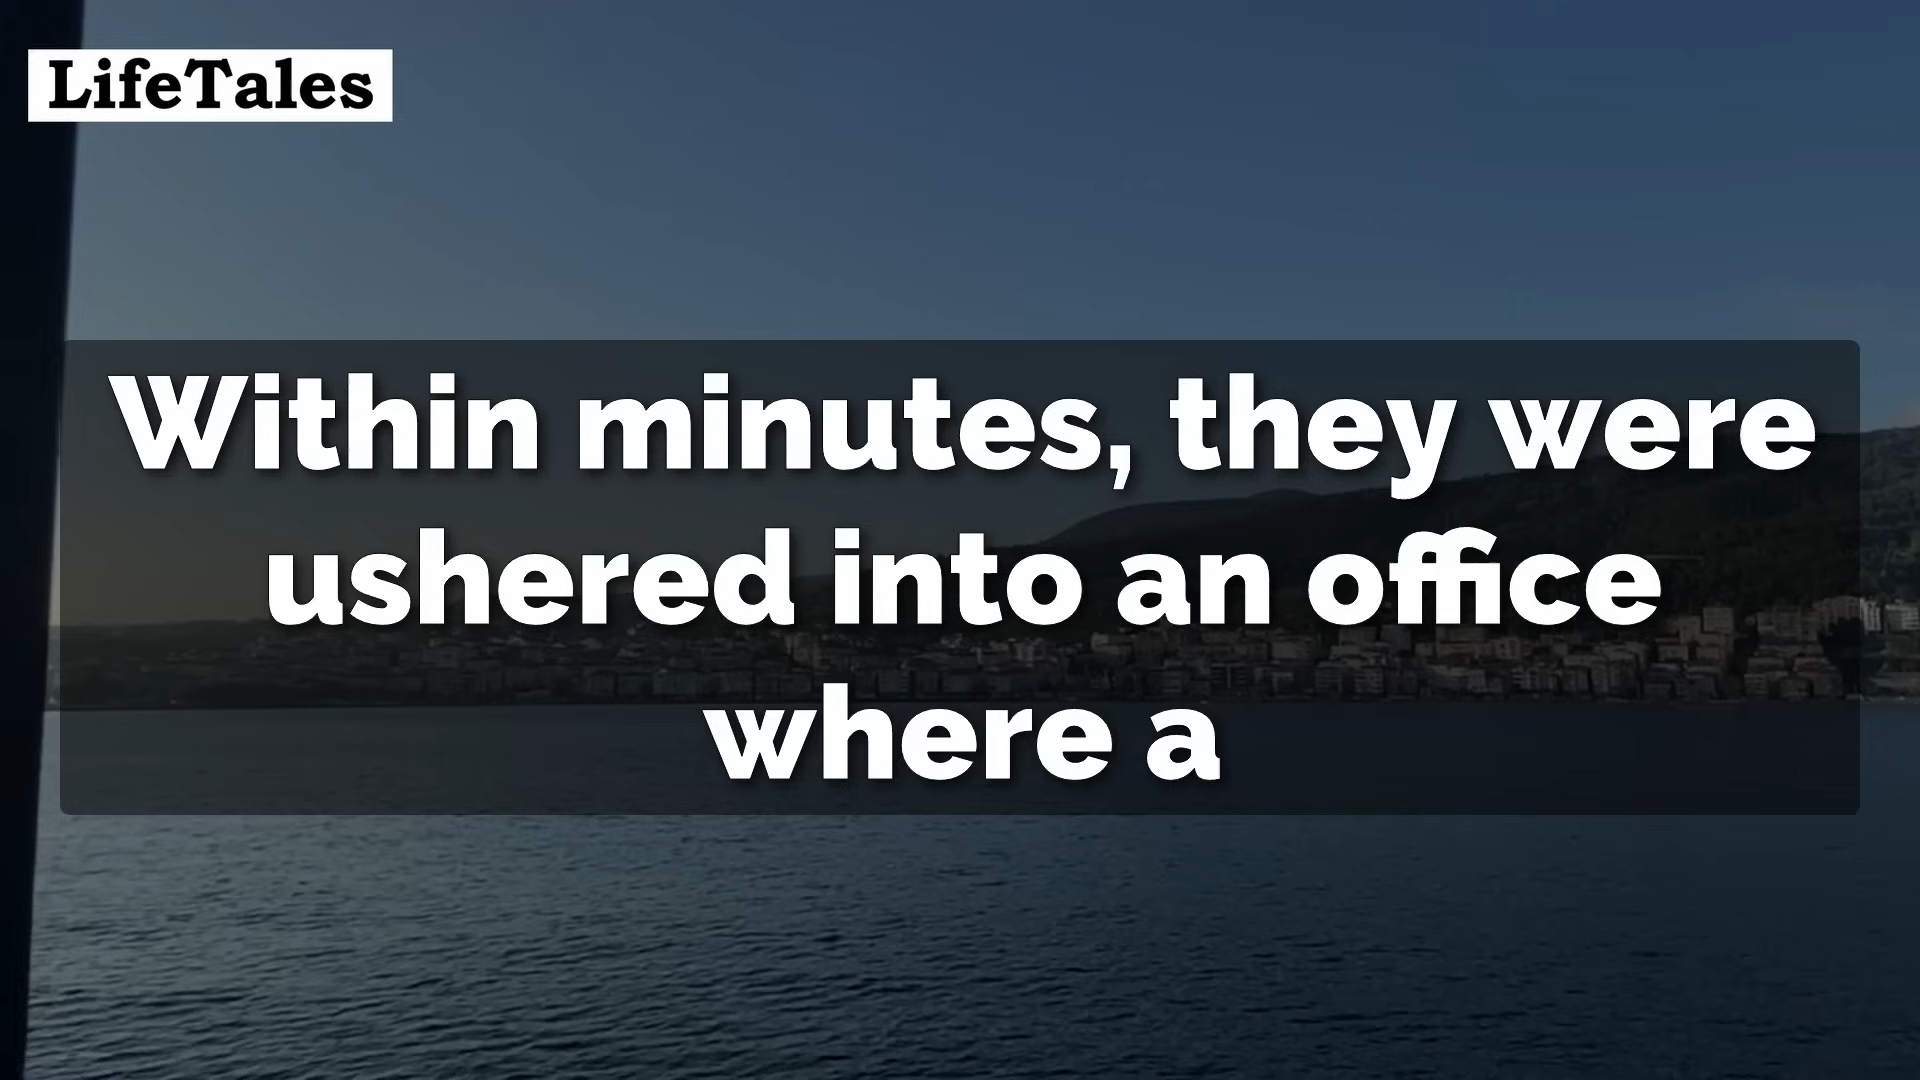 LifeTales
Within minutes, they were
ushered into an office
where a